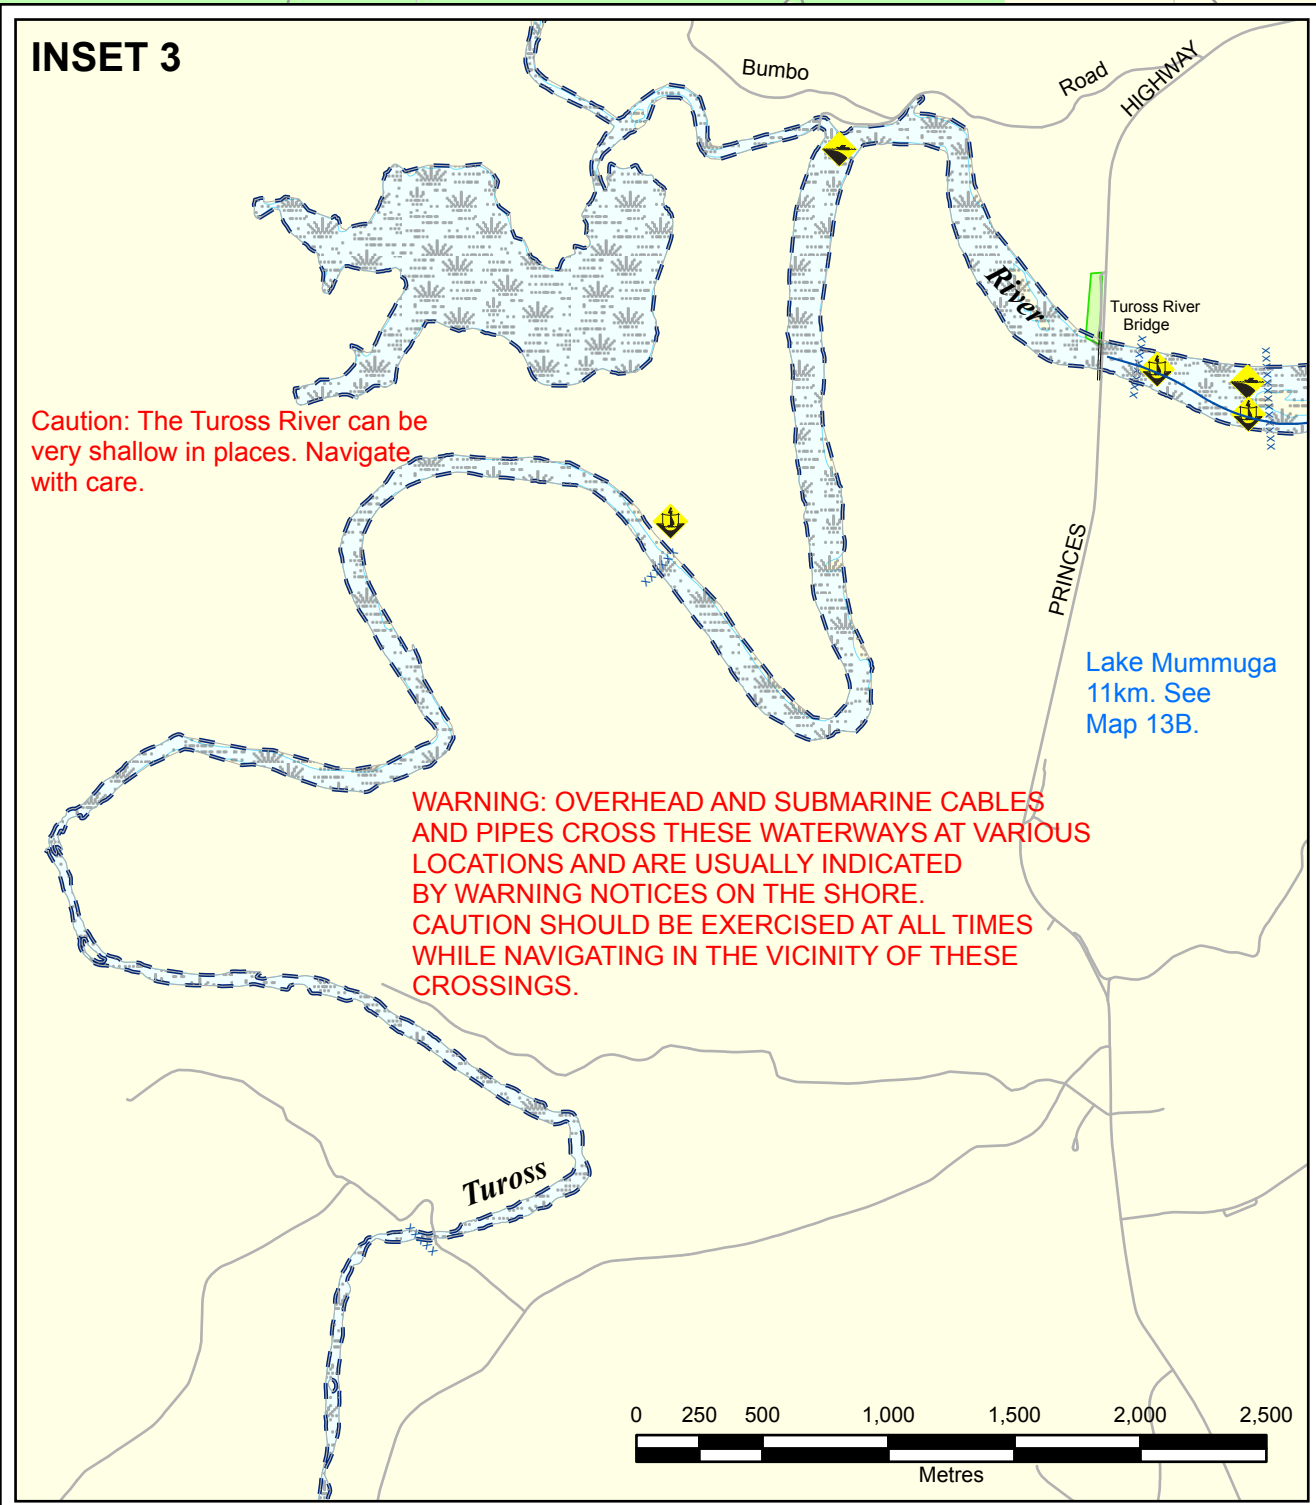 INSET 3
Bumbo
Road
HIGHWAY
River
Tuross River
Bridge
Caution: The Tuross River can be
very shallow in places. Navigate
with care.
PRINCES
Lake Mummuga
11km. See
Map 13B.
WARNING: OVERHEAD AND SUBMARINE CABLES
AND PIPES CROSS THESE WATERWAYS AT VARIOUS
LOCATIONS AND ARE USUALLY INDICATED
BY WARNING NOTICES ON THE SHORE.
CAUTION SHOULD BE EXERCISED AT ALL TIMES
WHILE NAVIGATING IN THE VICINITY OF THESE
CROSSINGS.
Tuross
0 250 500 1,000 1,500 2,000 2,500
Metres